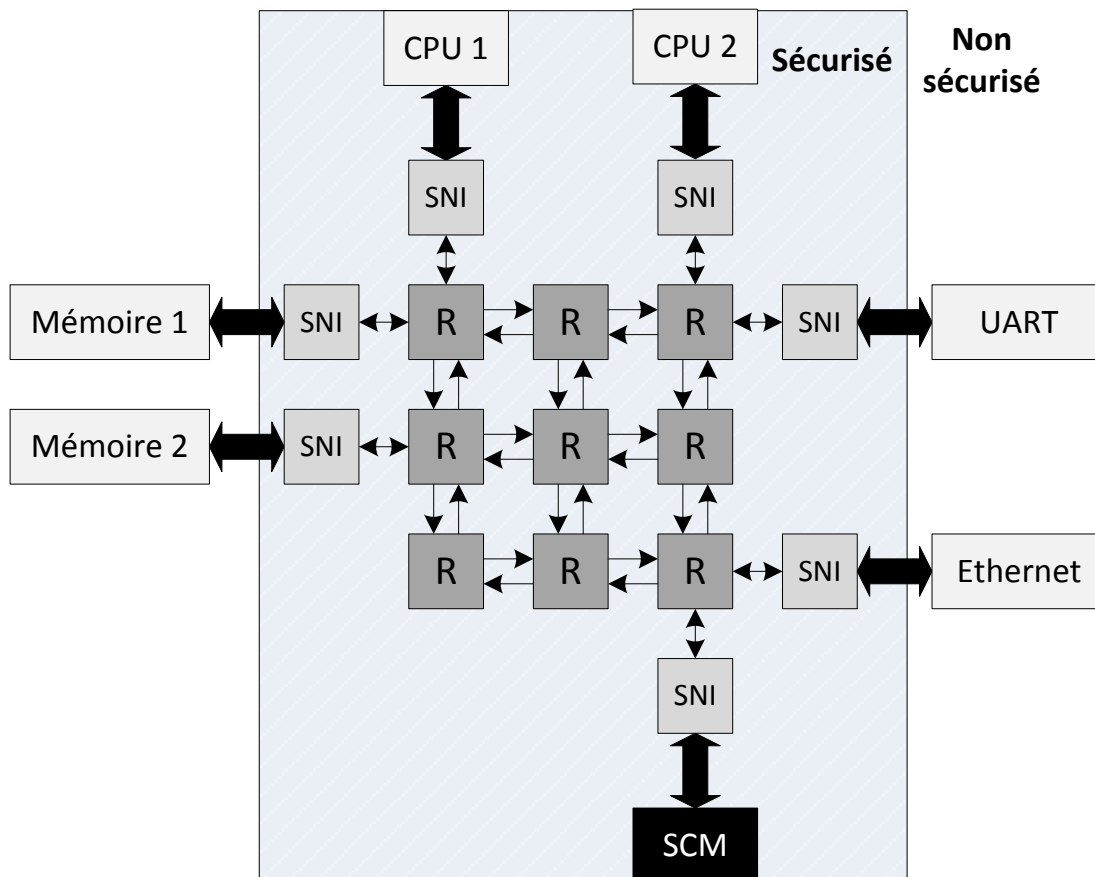 CPU 1
CPU 2
Sécurisé
Non
sécurisé
SNI
SNI
Mémoire 1
SNI
R
R
R
SNI
UART
Mémoire 2
SNI
R
R
R
R
R
R
SNI
Ethernet
SNI
SCM